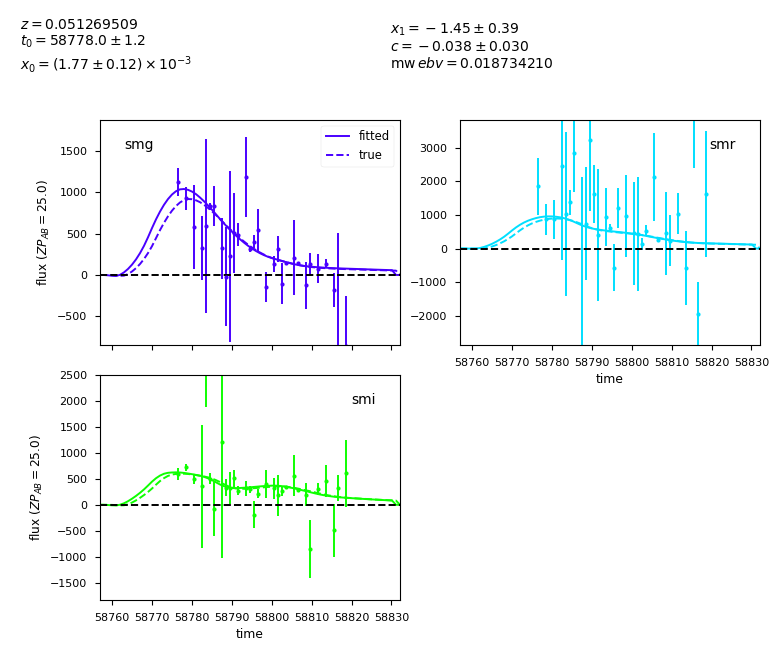 z = 0.051269509
t₀ = 58778.0 ± 1.2
x₀ = (1.77 ± 0.12) × 10⁻³
x₁ = −1.45 ± 0.39
c = −0.038 ± 0.030
mw ebv = 0.018734210
smg
fitted
true
1500
1000
500
0
−500
flux (ZP_AB = 25.0)
smr
3000
2000
1000
0
−1000
−2000
58760 58770 58780 58790 58800 58810 58820 58830
time
smi
2500
2000
1500
1000
500
0
−500
−1000
−1500
flux (ZP_AB = 25.0)
58760 58770 58780 58790 58800 58810 58820 58830
time